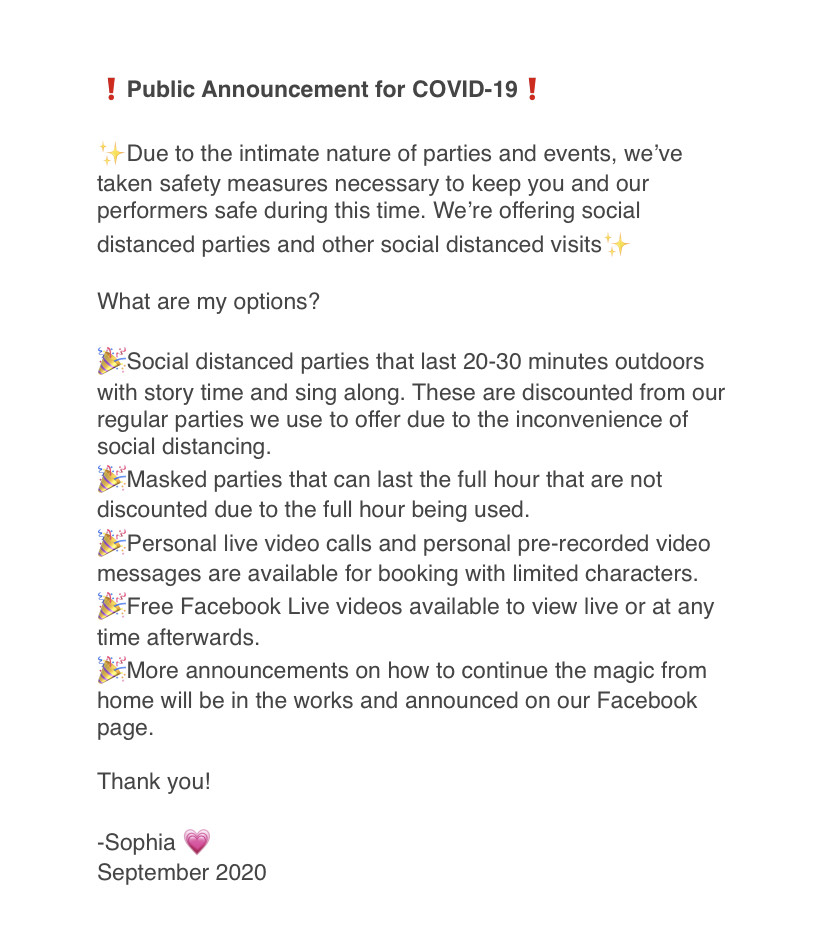 ❗Public Announcement for COVID-19❗
✨Due to the intimate nature of parties and events, we’ve
taken safety measures necessary to keep you and our
performers safe during this time. We’re offering social
distanced parties and other social distanced visits✨
What are my options?
🎉Social distanced parties that last 20-30 minutes outdoors
with story time and sing along. These are discounted from our
regular parties we use to offer due to the inconvenience of
social distancing.
🎉Masked parties that can last the full hour that are not
discounted due to the full hour being used.
🎉Personal live video calls and personal pre-recorded video
messages are available for booking with limited characters.
🎉Free Facebook Live videos available to view live or at any
time afterwards.
🎉More announcements on how to continue the magic from
home will be in the works and announced on our Facebook
page.
Thank you!
-Sophia 💗
September 2020